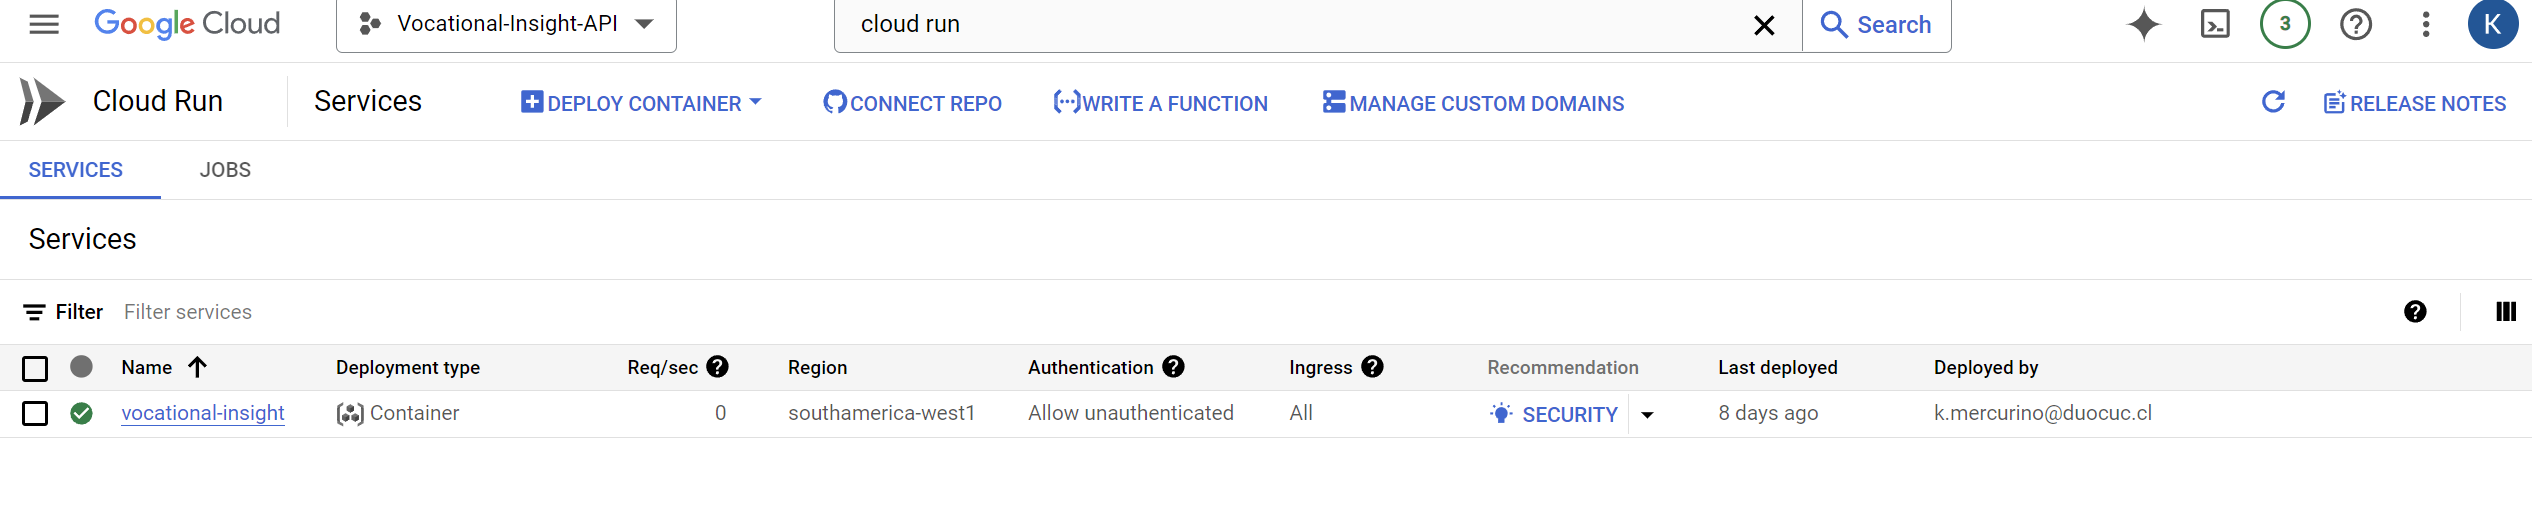 Google Cloud Vocational-Insight-API cloud run Search 3 K
Cloud Run Services DEPLOY CONTAINER CONNECT REPO WRITE A FUNCTION MANAGE CUSTOM DOMAINS RELEASE NOTES
SERVICES JOBS
Services
Filter Filter services
Name Deployment type Req/sec Region Authentication Ingress Recommendation Last deployed Deployed by
vocational-insight Container 0 southamerica-west1 Allow unauthenticated All SECURITY 8 days ago k.mercurino@duocuc.cl